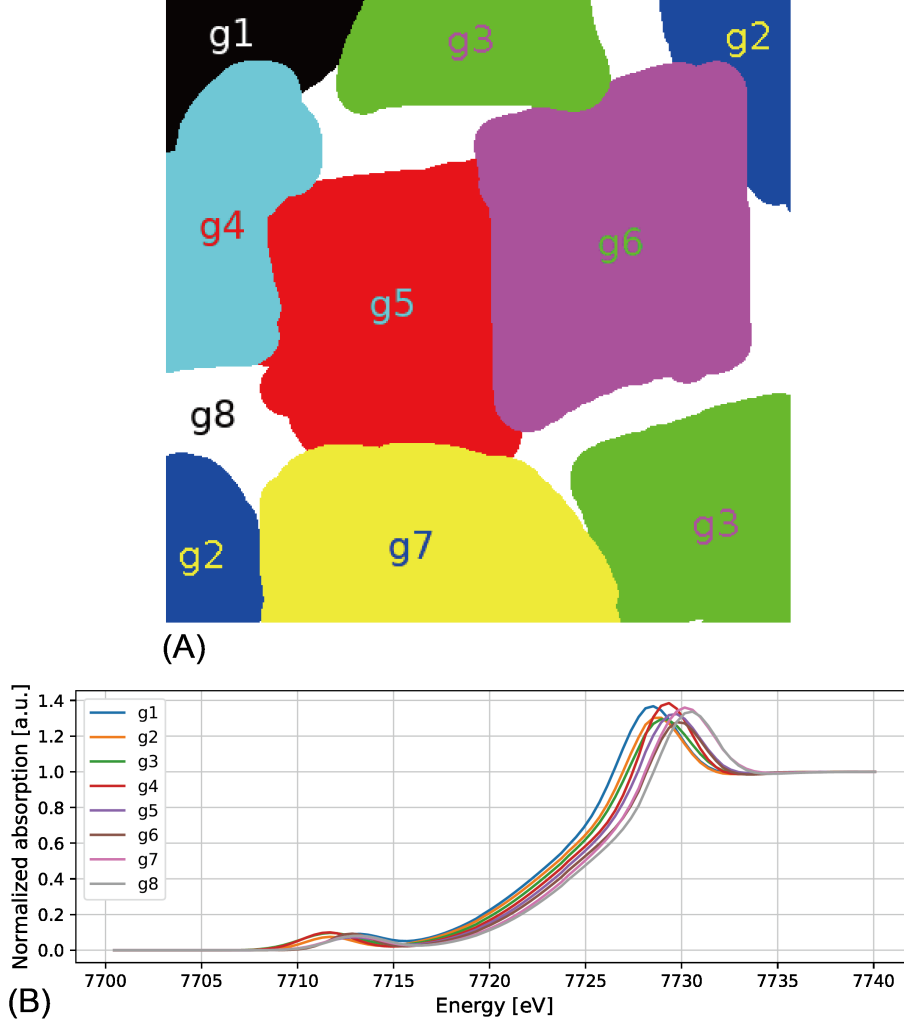 g1
g3
g2
g4
g6
g5
g8
g3
g7
g2
(A)
Normalized absorption [a.u.]
1.4
1.2
1.0
0.8
0.6
0.4
0.2
0.0
g1
g2
g3
g4
g5
g6
g7
g8
7700 7705 7710 7715 7720 7725 7730 7735 7740
Energy [eV]
(B)